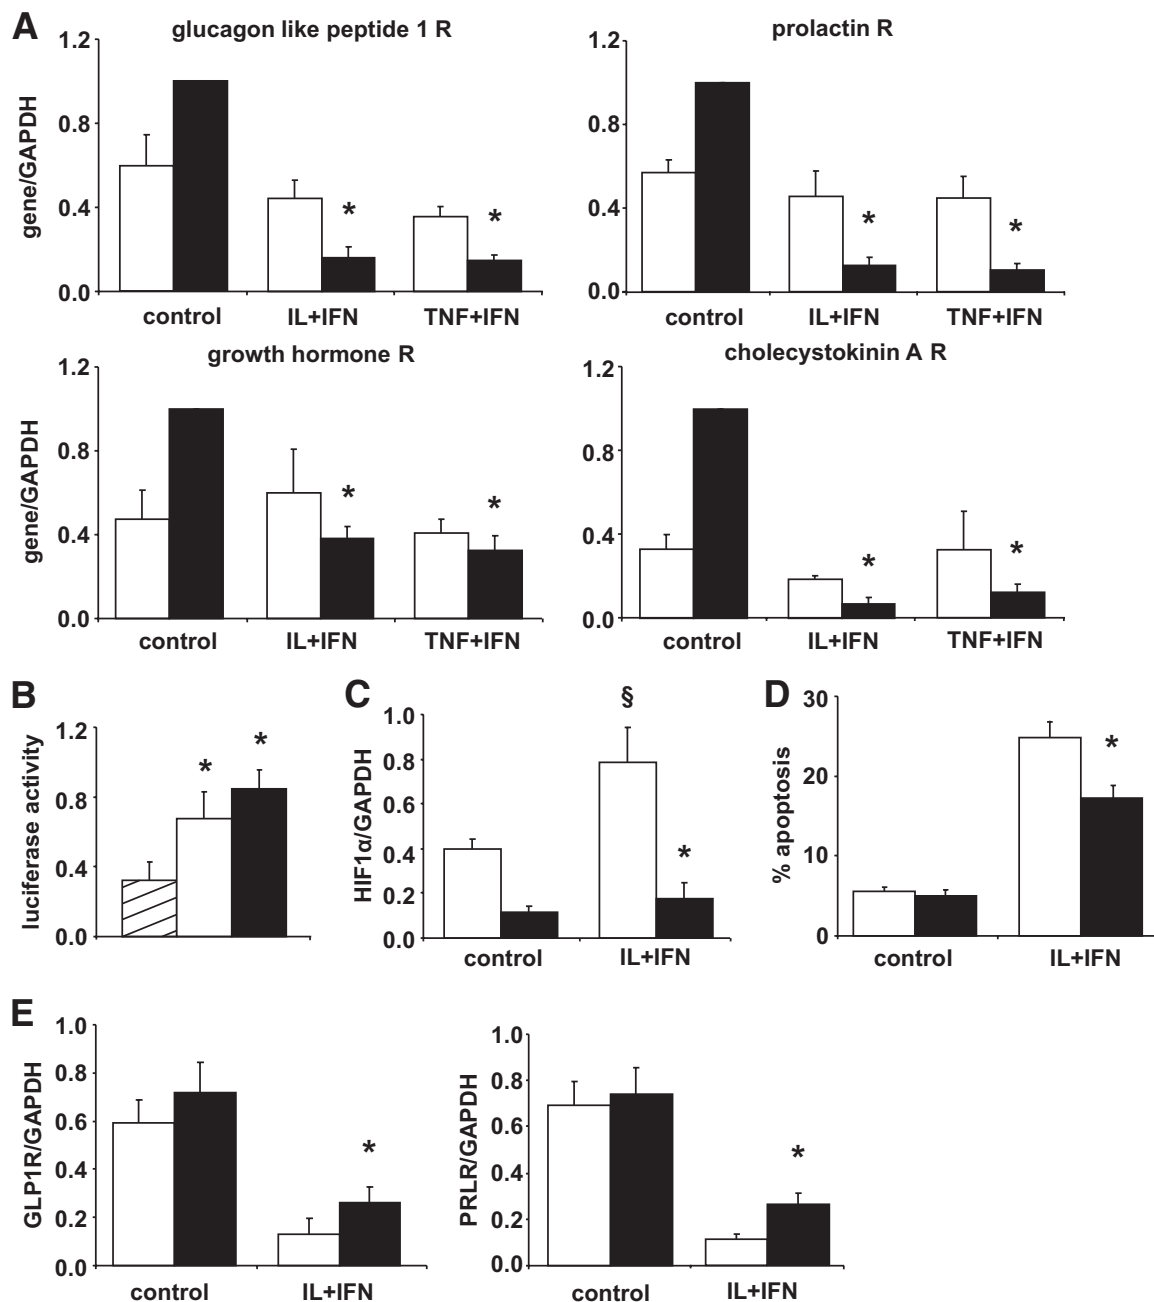 A
glucagon like peptide 1 R
gene/GAPDH
1.2
0.8
0.4
0.0
*
*
control IL+IFN TNF+IFN
prolactin R
1.2
0.8
0.4
0.0
*
*
control IL+IFN TNF+IFN
growth hormone R
gene/GAPDH
1.2
0.8
0.4
0.0
*
*
control IL+IFN TNF+IFN
cholecystokinin A R
1.2
0.8
0.4
0.0
*
*
control IL+IFN TNF+IFN
B
luciferase activity
1.2
0.8
0.4
0.0
*
*
C
HIF1α/GAPDH
1.0
0.8
0.6
0.4
0.2
0.0
§
*
control IL+IFN
D
% apoptosis
30
20
10
0
*
control IL+IFN
E
GLP1R/GAPDH
1.0
0.8
0.6
0.4
0.2
0.0
*
control IL+IFN
PRLR/GAPDH
1.0
0.8
0.6
0.4
0.2
0.0
*
control IL+IFN